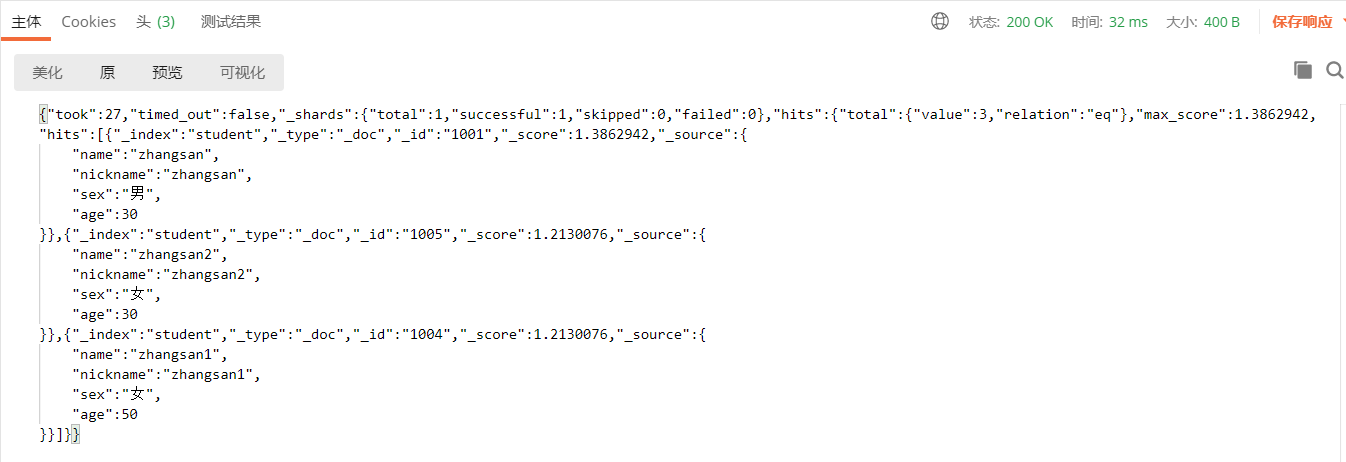 主体 Cookies 头 (3) 测试结果 状态: 200 OK 时间: 32 ms 大小: 400 B 保存响应
美化 原 预览 可视化
{"took":27,"timed_out":false,"_shards":{"total":1,"successful":1,"skipped":0,"failed":0},"hits":{"total":{"value":3,"relation":"eq"},"max_score":1.3862942,
"hits":[{"_index":"student","_type":"_doc","_id":"1001","_score":1.3862942,"_source":{
"name":"zhangsan",
"nickname":"zhangsan",
"sex":"男",
"age":30
}},{"_index":"student","_type":"_doc","_id":"1005","_score":1.2130076,"_source":{
"name":"zhangsan2",
"nickname":"zhangsan2",
"sex":"女",
"age":30
}},{"_index":"student","_type":"_doc","_id":"1004","_score":1.2130076,"_source":{
"name":"zhangsan1",
"nickname":"zhangsan1",
"sex":"女",
"age":50
}}]}}